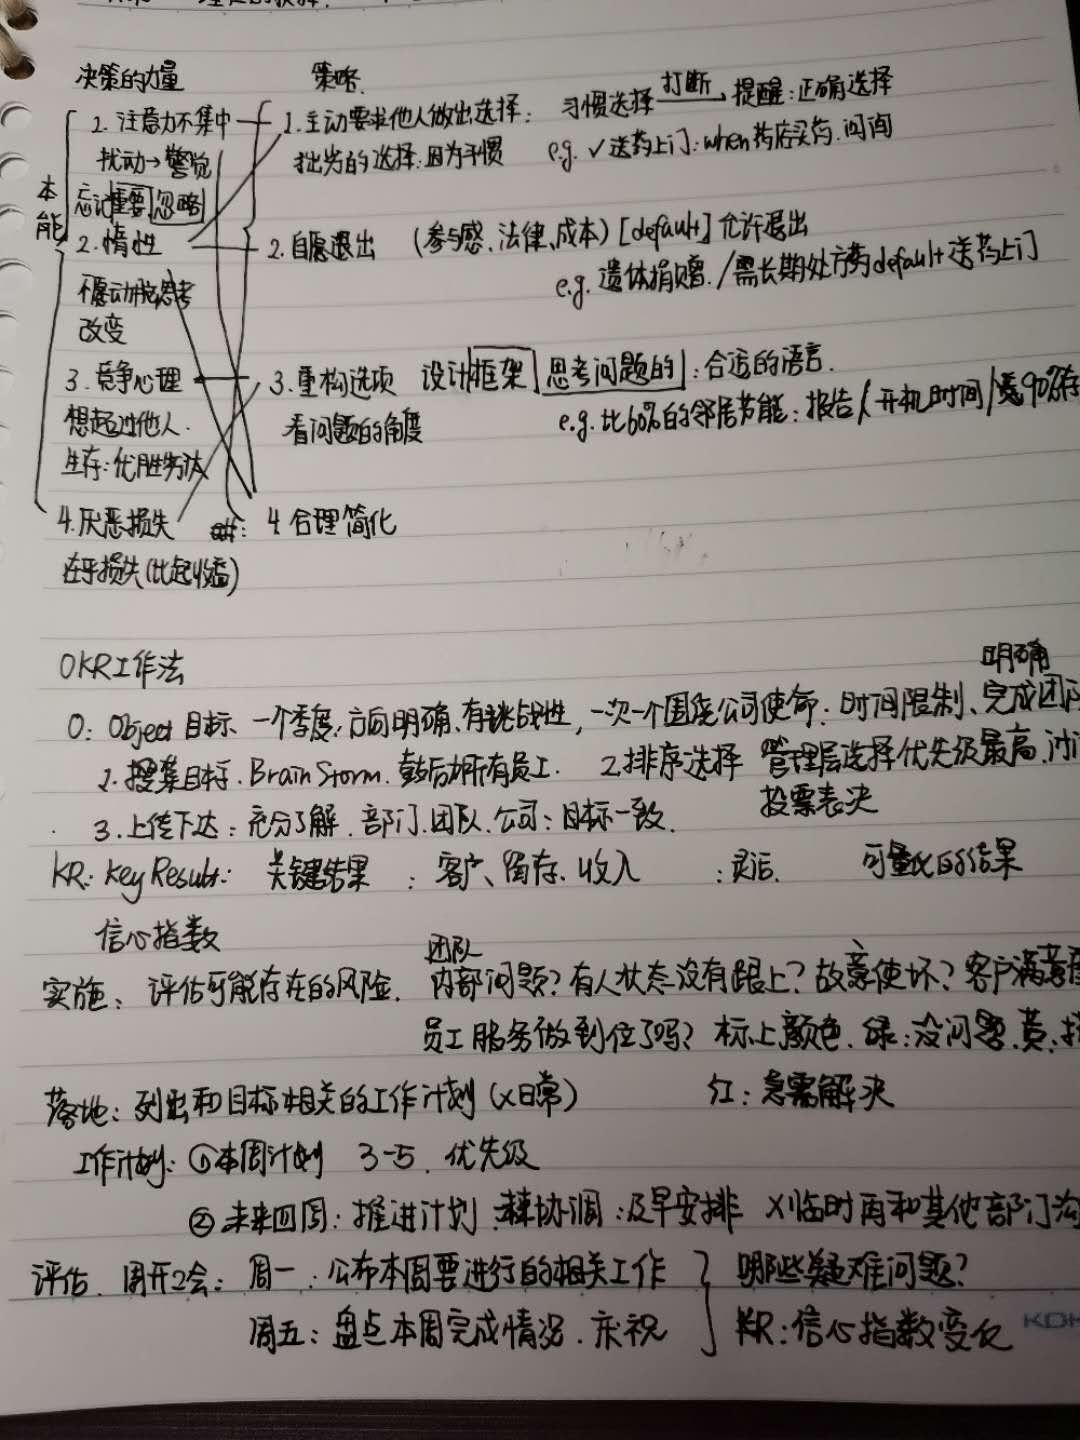 决策的力量 策略
本能
1. 注意力不集中
扰动→警觉
忘记重要 忽略
2. 惰性
不愿动脑思考
改变
3. 竞争心理
想超过他人.
生存:优胜劣汰
4. 厌恶损失
在乎损失(比起收益)
1. 主动要求他人做出选择: 习惯选择 打断→ 提醒:正确选择
拙劣的选择:因为习惯 e.g. ✓送药上门:when药店买药.问询
2. 自愿退出 (参与感、法律、成本) [default] 允许退出
e.g. 遗体捐赠./需长期处方药default送药上门
3. 重构选项 设计框架 思考问题的 : 合适的语言.
看问题的角度 e.g. 比60%的邻居节能: 报告/开机时间/
4 合理简化
OKR工作法
明确
O: Object 目标 一个季度,方向明确、有挑战性, 一次一个围绕公司使命:时间限制、完成团队
1. 搜集目标. Brain Storm. 鼓励所有员工. 2.排序选择 管理层选择优先级最高.
投票表决
3. 上传下达: 充分了解. 部门.团队.公司:目标一致.
KR: Key Result: 关键结果 : 客户、留存、收入 :灵活. 可量化的结果
信心指数
团队
实施: 评估可能存在的风险. 内部问题?有人状态没有跟上?故意使坏?客户满意
员工服务做到位了吗? 标上颜色. 绿:没问题.黄:
落地: 列出和目标相关的工作计划 (×日常) 红:急需解决
工作计划: ①本周计划 3-5. 优先级
②未来四周: 推进计划 : 协调:及早安排 ×临时再和其他部门沟
评估. 周开2会: 周一: 公布本周要进行的相关工作 } 哪些疑难问题?
周五: 盘点本周完成情况. 庆祝 KR:信心指数变化
KOK